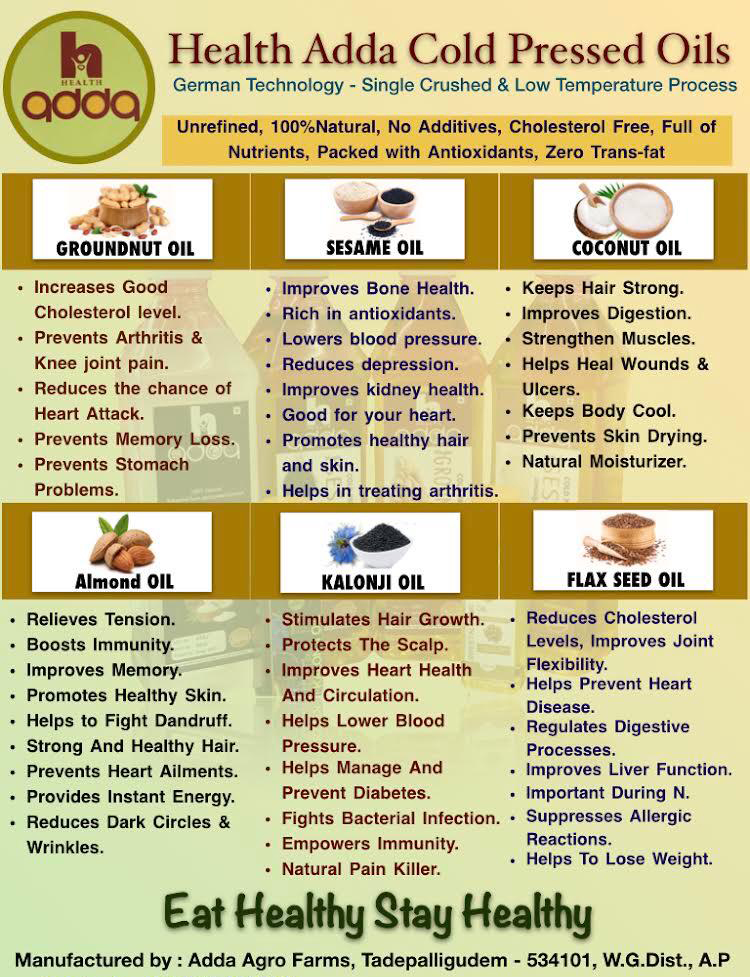 h
HEALTH
adda
Health Adda Cold Pressed Oils
German Technology - Single Crushed & Low Temperature Process
Unrefined, 100%Natural, No Additives, Cholesterol Free, Full of
Nutrients, Packed with Antioxidants, Zero Trans-fat
GROUNDNUT OIL
• Increases Good
Cholesterol level.
• Prevents Arthritis &
Knee joint pain.
• Reduces the chance of
Heart Attack.
• Prevents Memory Loss.
• Prevents Stomach
Problems.
SESAME OIL
• Improves Bone Health.
• Rich in antioxidants.
• Lowers blood pressure.
• Reduces depression.
• Improves kidney health.
• Good for your heart.
• Promotes healthy hair
and skin.
• Helps in treating arthritis.
COCONUT OIL
• Keeps Hair Strong.
• Improves Digestion.
• Strengthen Muscles.
• Helps Heal Wounds &
Ulcers.
• Keeps Body Cool.
• Prevents Skin Drying.
• Natural Moisturizer.
Almond OIL
• Relieves Tension.
• Boosts Immunity.
• Improves Memory.
• Promotes Healthy Skin.
• Helps to Fight Dandruff.
• Strong And Healthy Hair.
• Prevents Heart Ailments.
• Provides Instant Energy.
• Reduces Dark Circles &
Wrinkles.
KALONJI OIL
• Stimulates Hair Growth.
• Protects The Scalp.
• Improves Heart Health
And Circulation.
• Helps Lower Blood
Pressure.
• Helps Manage And
Prevent Diabetes.
• Fights Bacterial Infection.
• Empowers Immunity.
• Natural Pain Killer.
FLAX SEED OIL
• Reduces Cholesterol
Levels, Improves Joint
Flexibility.
• Helps Prevent Heart
Disease.
• Regulates Digestive
Processes.
• Improves Liver Function.
• Important During N.
• Suppresses Allergic
Reactions.
• Helps To Lose Weight.
Eat Healthy Stay Healthy
Manufactured by : Adda Agro Farms, Tadepalligudem - 534101, W.G.Dist., A.P